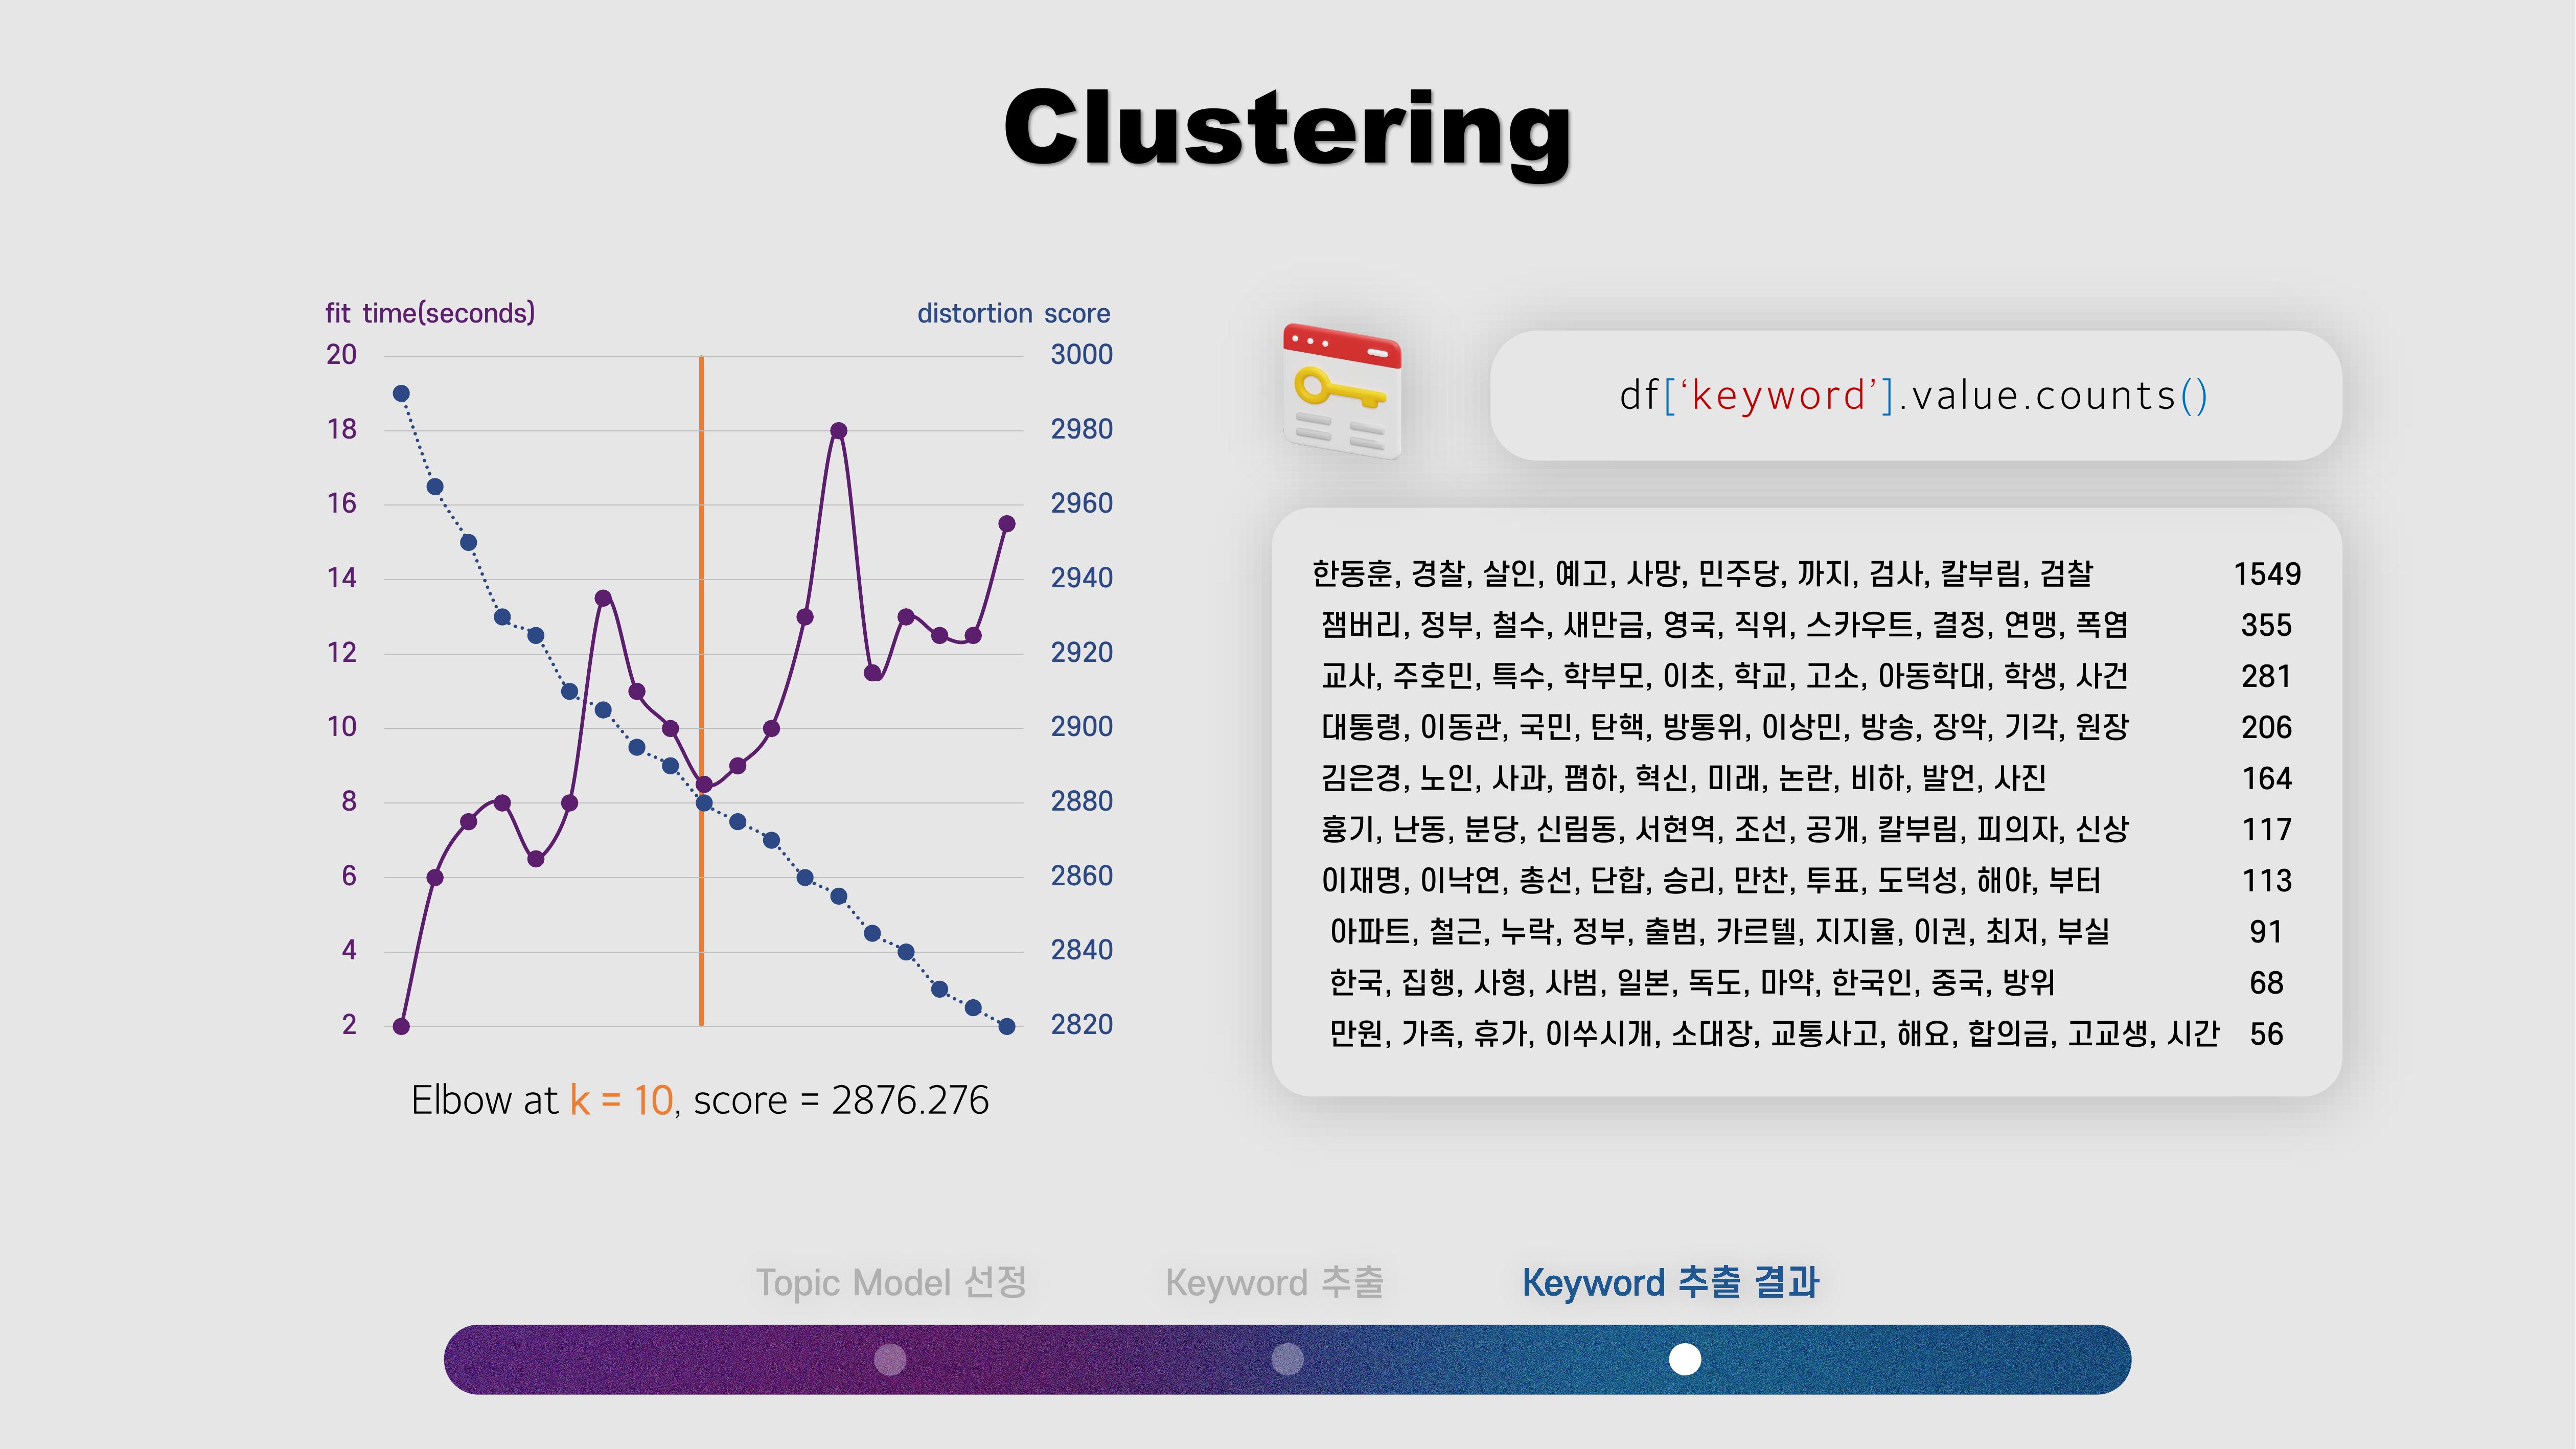 Clustering
fit time(seconds)
distortion score
20
18
16
14
12
10
8
6
4
2
3000
2980
2960
2940
2920
2900
2880
2860
2840
2820
Elbow at k = 10, score = 2876.276
df[‘keyword’].value.counts()
한동훈, 경찰, 살인, 예고, 사망, 민주당, 까지, 검사, 칼부림, 검찰 1549
잼버리, 정부, 철수, 새만금, 영국, 직위, 스카우트, 결정, 연맹, 폭염 355
교사, 주호민, 특수, 학부모, 이초, 학교, 고소, 아동학대, 학생, 사건 281
대통령, 이동관, 국민, 탄핵, 방통위, 이상민, 방송, 장악, 기각, 원장 206
김은경, 노인, 사과, 폄하, 혁신, 미래, 논란, 비하, 발언, 사진 164
흉기, 난동, 분당, 신림동, 서현역, 조선, 공개, 칼부림, 피의자, 신상 117
이재명, 이낙연, 총선, 단합, 승리, 만찬, 투표, 도덕성, 해야, 부터 113
아파트, 철근, 누락, 정부, 출범, 카르텔, 지지율, 이권, 최저, 부실 91
한국, 집행, 사형, 사범, 일본, 독도, 마약, 한국인, 중국, 방위 68
만원, 가족, 휴가, 이쑤시개, 소대장, 교통사고, 해요, 합의금, 고교생, 시간 56
Topic Model 선정
Keyword 추출
Keyword 추출 결과